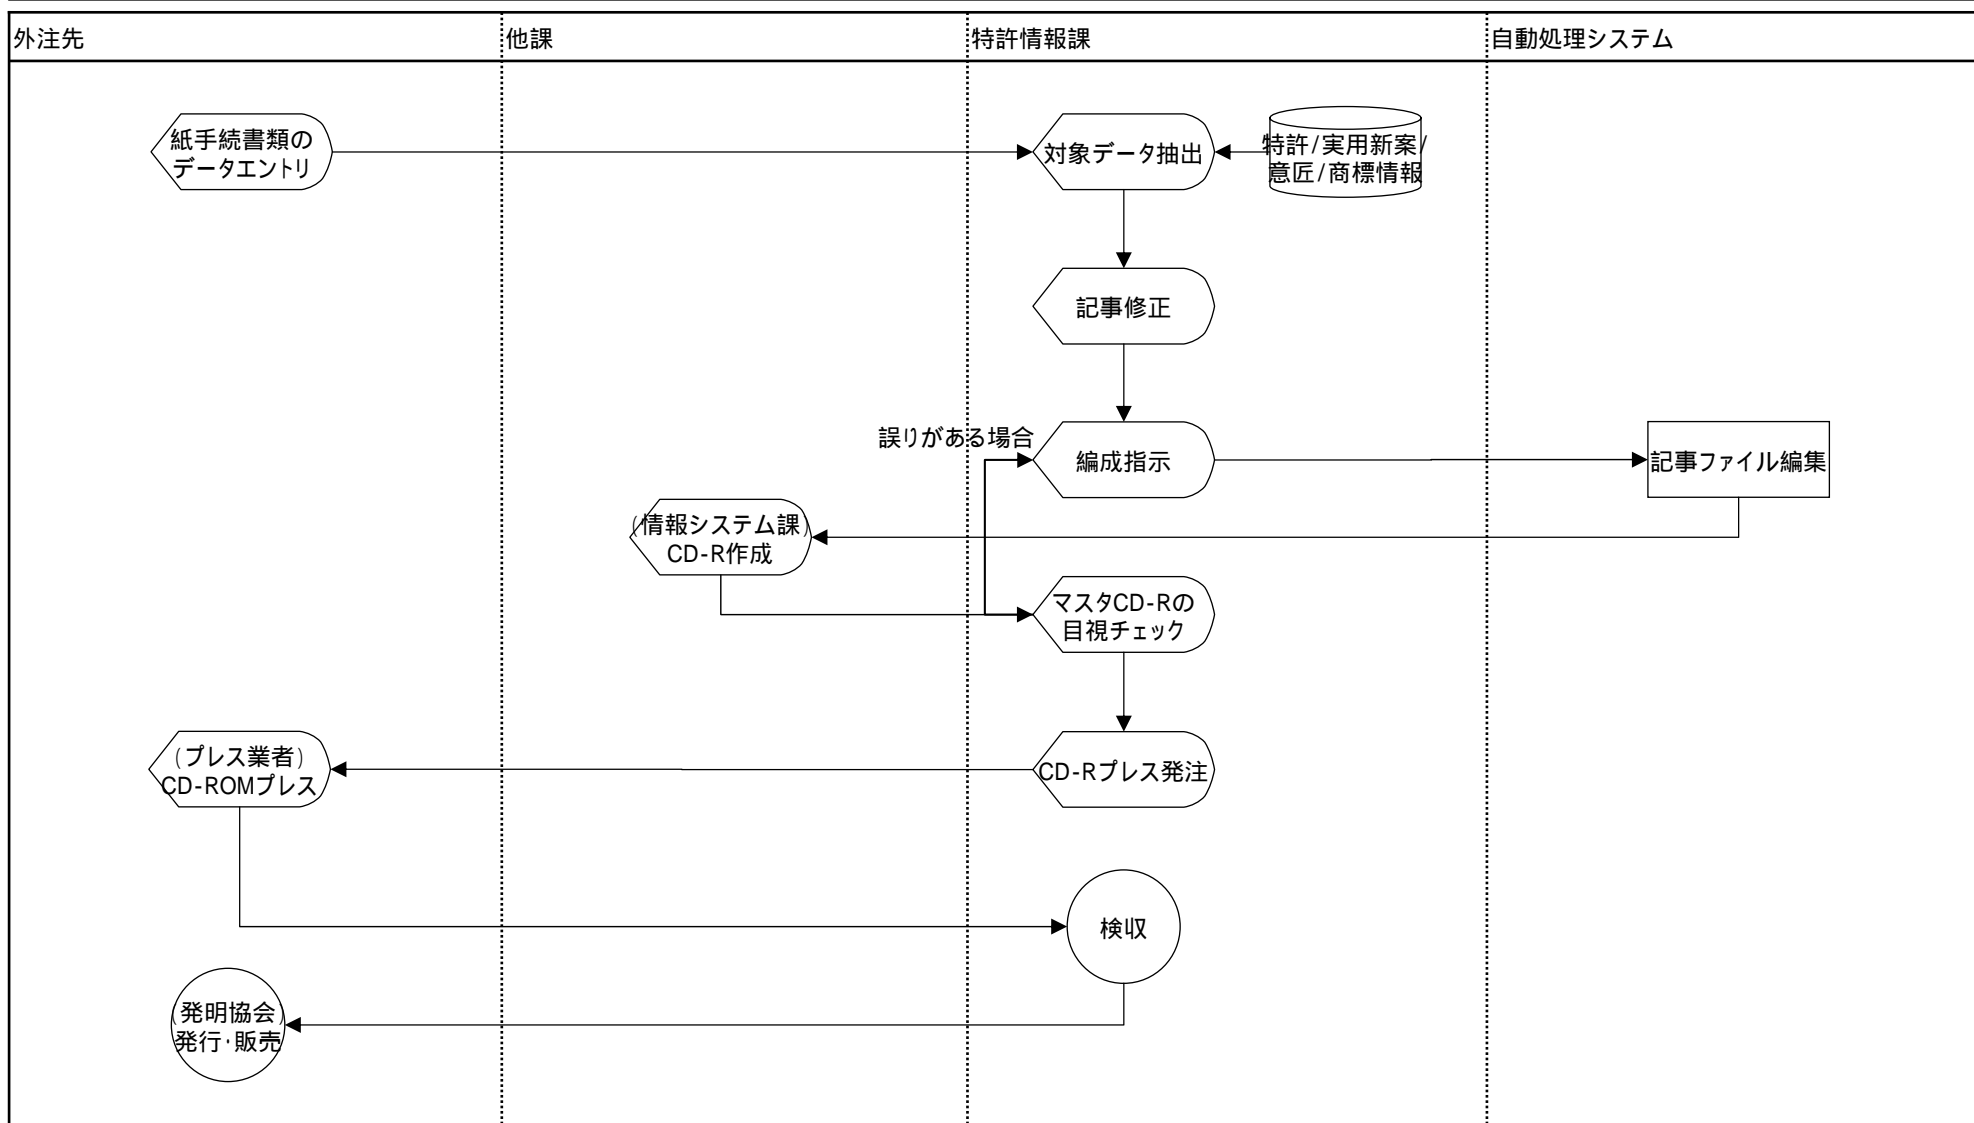 外注先
他課
特許情報課
自動処理システム
紙手続書類の
データエントリ
対象データ抽出
特許/実用新案/
意匠/商標情報
記事修正
誤りがある場合
編成指示
記事ファイル編集
(情報システム課)
CD-R作成
マスタCD-Rの
目視チェック
(プレス業者)
CD-ROMプレス
CD-Rプレス発注
検収
(発明協会)
発行・販売